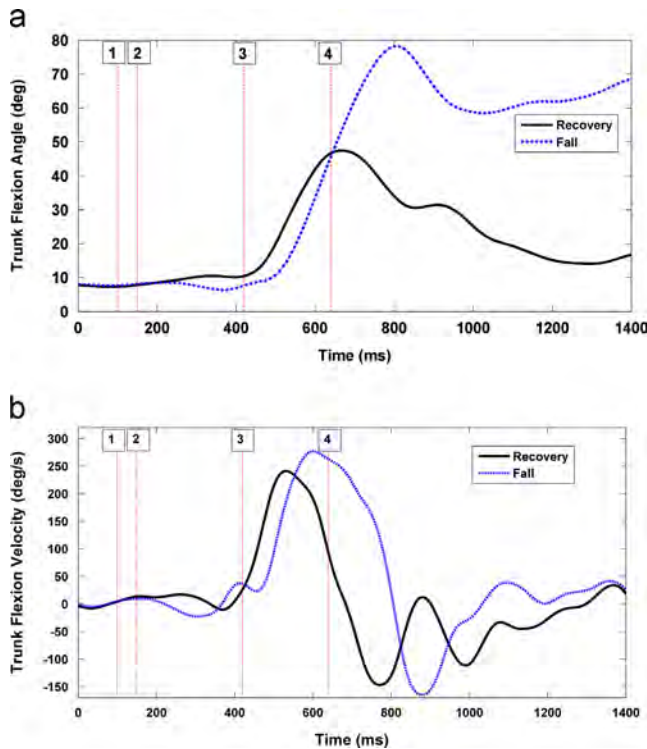 a
1 2 3 4
80
70
60
50
40
30
20
10
0
Trunk Flexion Angle (deg)
Recovery
Fall
0 200 400 600 800 1000 1200 1400
Time (ms)
b
1 2 3 4
300
250
200
150
100
50
0
-50
-100
-150
Trunk Flexion Velocity (deg/s)
Recovery
Fall
0 200 400 600 800 1000 1200 1400
Time (ms)